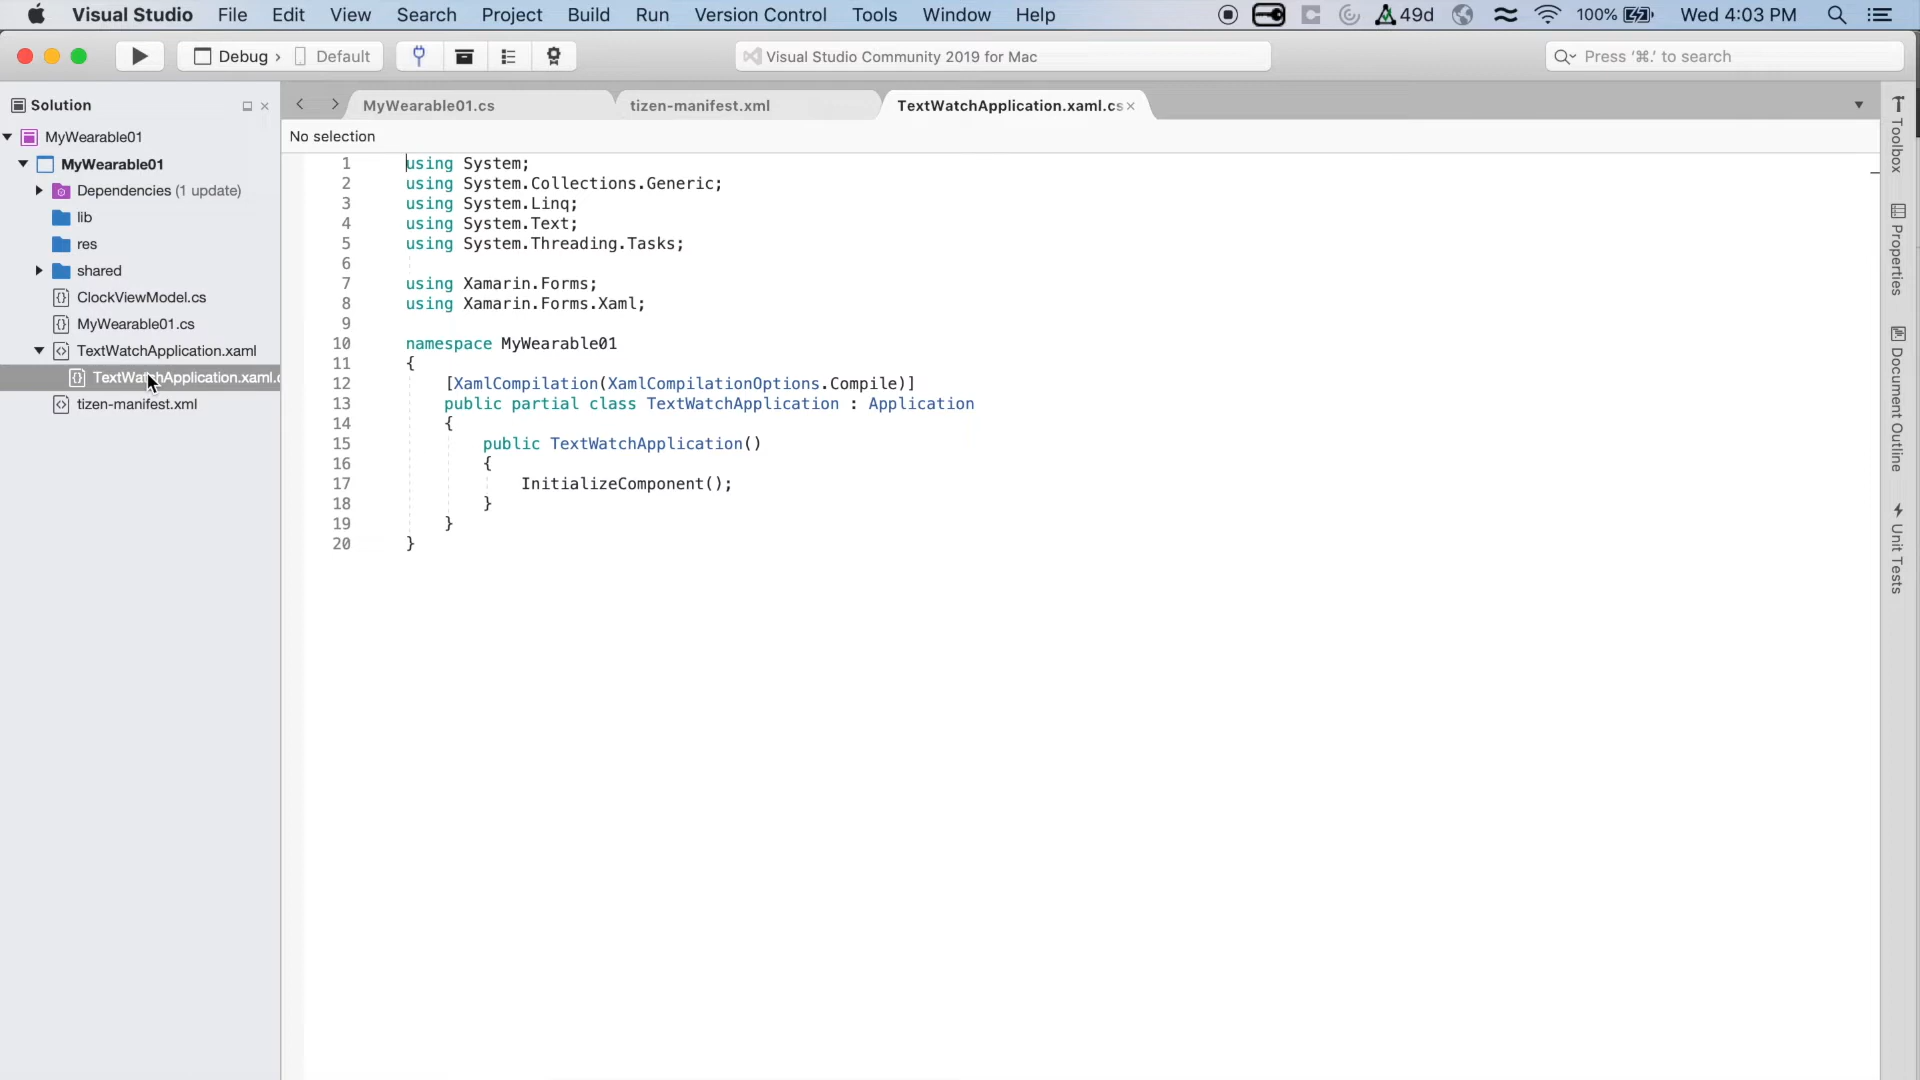 Visual Studio File Edit View Search Project Build Run Version Control Tools Window Help 49d 100% Wed 4:03 PM
Debug › Default
Visual Studio Community 2019 for Mac
Press ‘⌘.’ to search
Solution
MyWearable01
MyWearable01
Dependencies (1 update)
lib
res
shared
ClockViewModel.cs
MyWearable01.cs
TextWatchApplication.xaml
TextWatchApplication.xaml.c
tizen-manifest.xml
MyWearable01.cs tizen-manifest.xml TextWatchApplication.xaml.cs
No selection
1 using System;
2 using System.Collections.Generic;
3 using System.Linq;
4 using System.Text;
5 using System.Threading.Tasks;
6
7 using Xamarin.Forms;
8 using Xamarin.Forms.Xaml;
9
10 namespace MyWearable01
11 {
12 [XamlCompilation(XamlCompilationOptions.Compile)]
13 public partial class TextWatchApplication : Application
14 {
15 public TextWatchApplication()
16 {
17 InitializeComponent();
18 }
19 }
20 }
Toolbox
Properties
Document Outline
Unit Tests